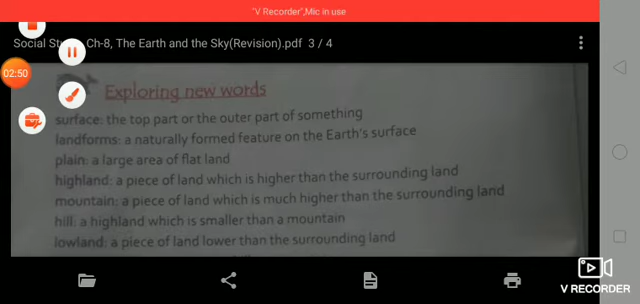 "V Recorder",Mic in use
Social St Ch-8, The Earth and the Sky(Revision).pdf 3 / 4
02:50
Exploring new words
surface: the top part or the outer part of something
landforms: a naturally formed feature on the Earth's surface
plain: a large area of flat land
highland: a piece of land which is higher than the surrounding land
mountain: a piece of land which is much higher than the surrounding land
hill: a highland which is smaller than a mountain
lowland: a piece of land lower than the surrounding land
V RECORDER